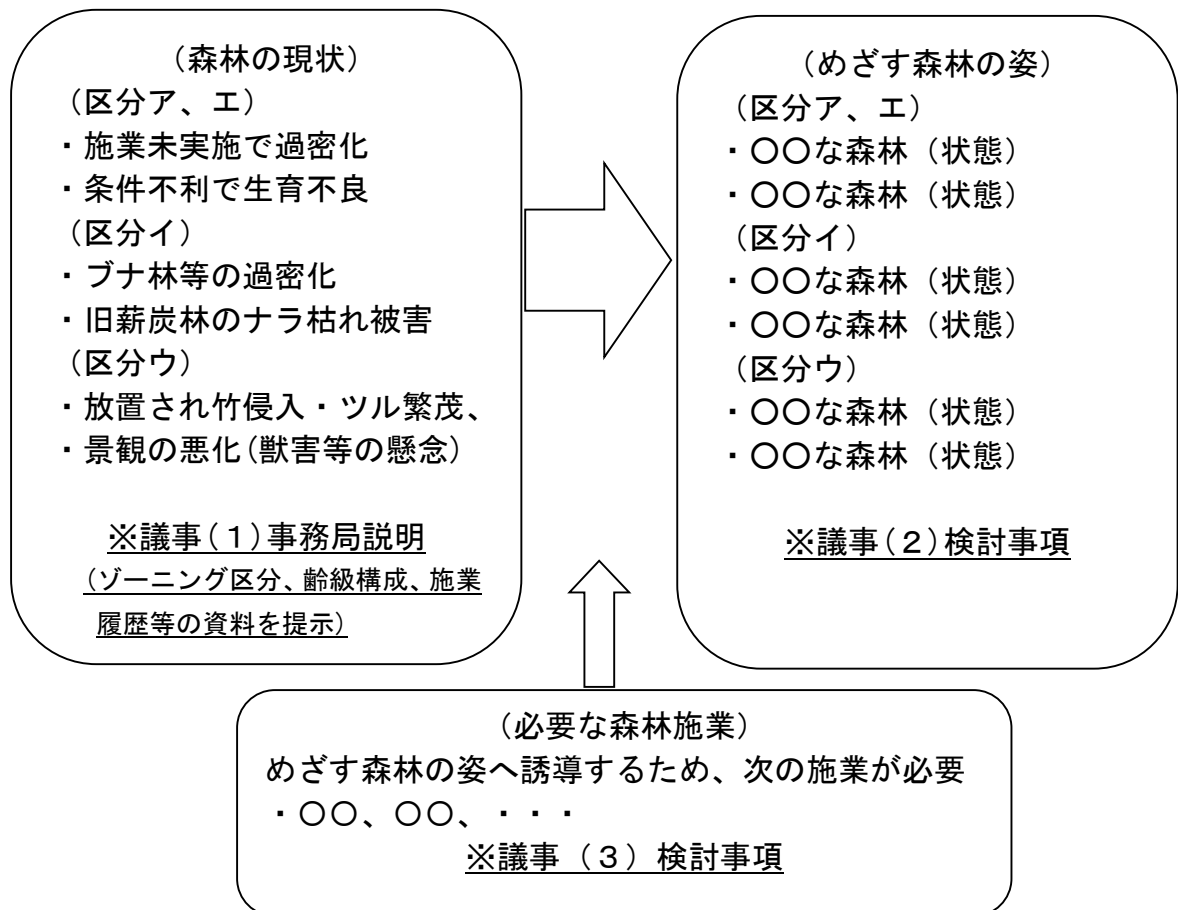 （森林の現状）
（区分ア、エ）
・施業未実施で過密化
・条件不利で生育不良
（区分イ）
・ブナ林等の過密化
・旧薪炭林のナラ枯れ被害
（区分ウ）
・放置され竹侵入・ツル繁茂、
・景観の悪化(獣害等の懸念)
※議事(１)事務局説明
(ゾーニング区分、齢級構成、施業
履歴等の資料を提示)
（めざす森林の姿）
（区分ア、エ）
・〇〇な森林（状態）
・〇〇な森林（状態）
（区分イ）
・〇〇な森林（状態）
・〇〇な森林（状態）
（区分ウ）
・〇〇な森林（状態）
・〇〇な森林（状態）
※議事(２)検討事項
（必要な森林施業）
めざす森林の姿へ誘導するため、次の施業が必要
・〇〇、〇〇、・・・
※議事（３）検討事項